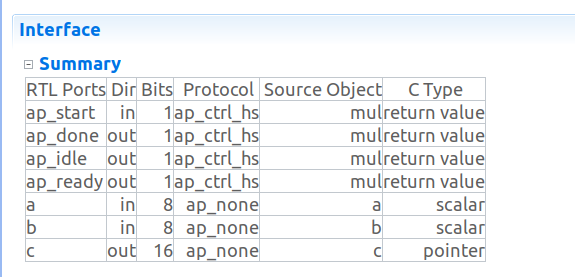 Interface
Summary
RTL Ports Dir Bits Protocol Source Object C Type
ap_start in 1 ap_ctrl_hs mul return value
ap_done out 1 ap_ctrl_hs mul return value
ap_idle out 1 ap_ctrl_hs mul return value
ap_ready out 1 ap_ctrl_hs mul return value
a in 8 ap_none a scalar
b in 8 ap_none b scalar
c out 16 ap_none c pointer